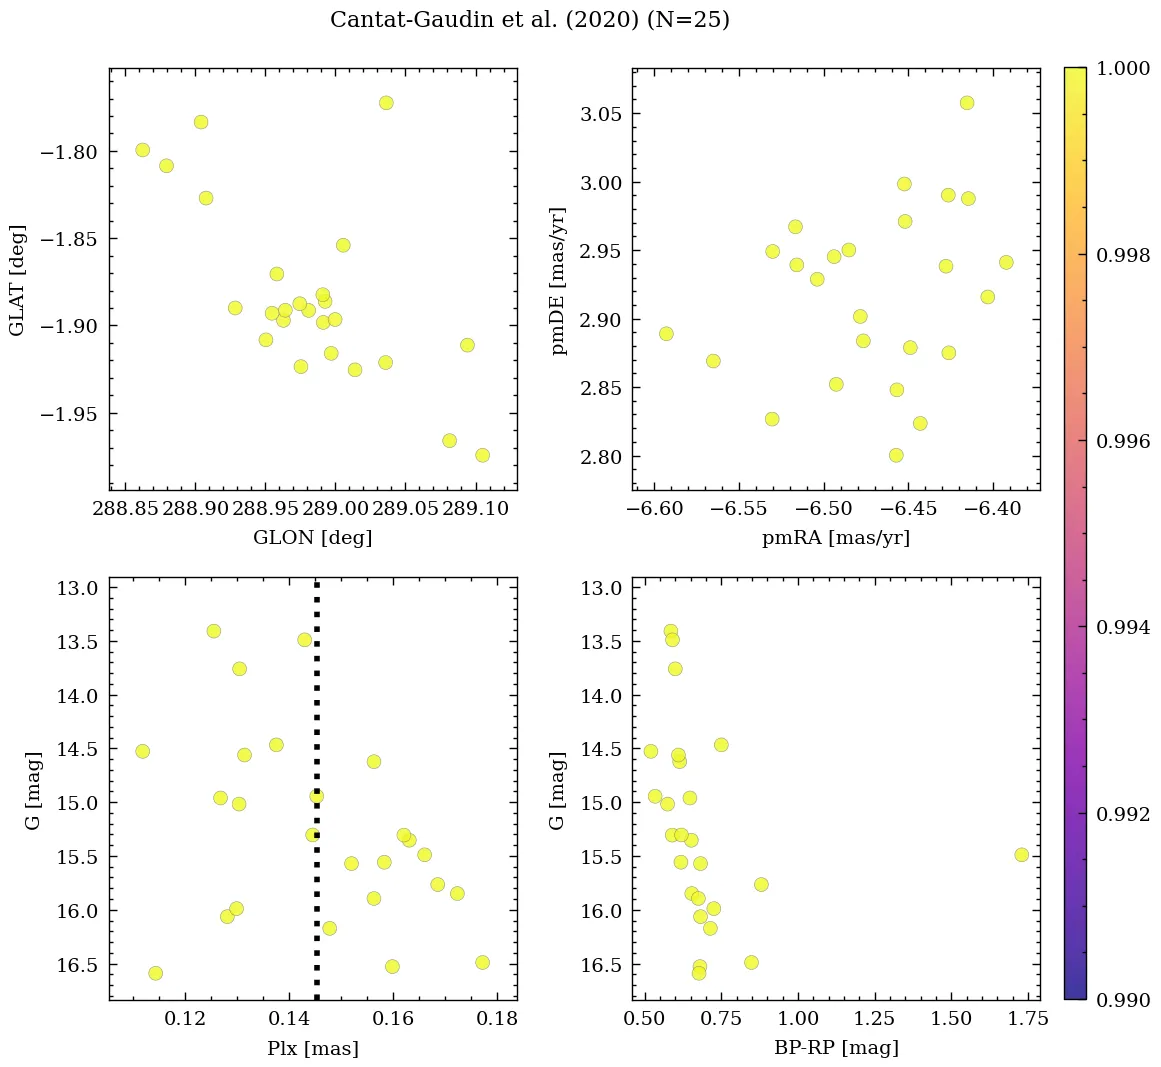 Cantat-Gaudin et al. (2020) (N=25)
−1.80
−1.85
−1.90
−1.95
GLAT [deg]
288.85 288.90 288.95 289.00 289.05 289.10
GLON [deg]
3.05
3.00
2.95
2.90
2.85
2.80
pmDE [mas/yr]
−6.60 −6.55 −6.50 −6.45 −6.40
pmRA [mas/yr]
13.0
13.5
14.0
14.5
15.0
15.5
16.0
16.5
G [mag]
0.12 0.14 0.16 0.18
Plx [mas]
13.0
13.5
14.0
14.5
15.0
15.5
16.0
16.5
G [mag]
0.50 0.75 1.00 1.25 1.50 1.75
BP-RP [mag]
1.000
0.998
0.996
0.994
0.992
0.990